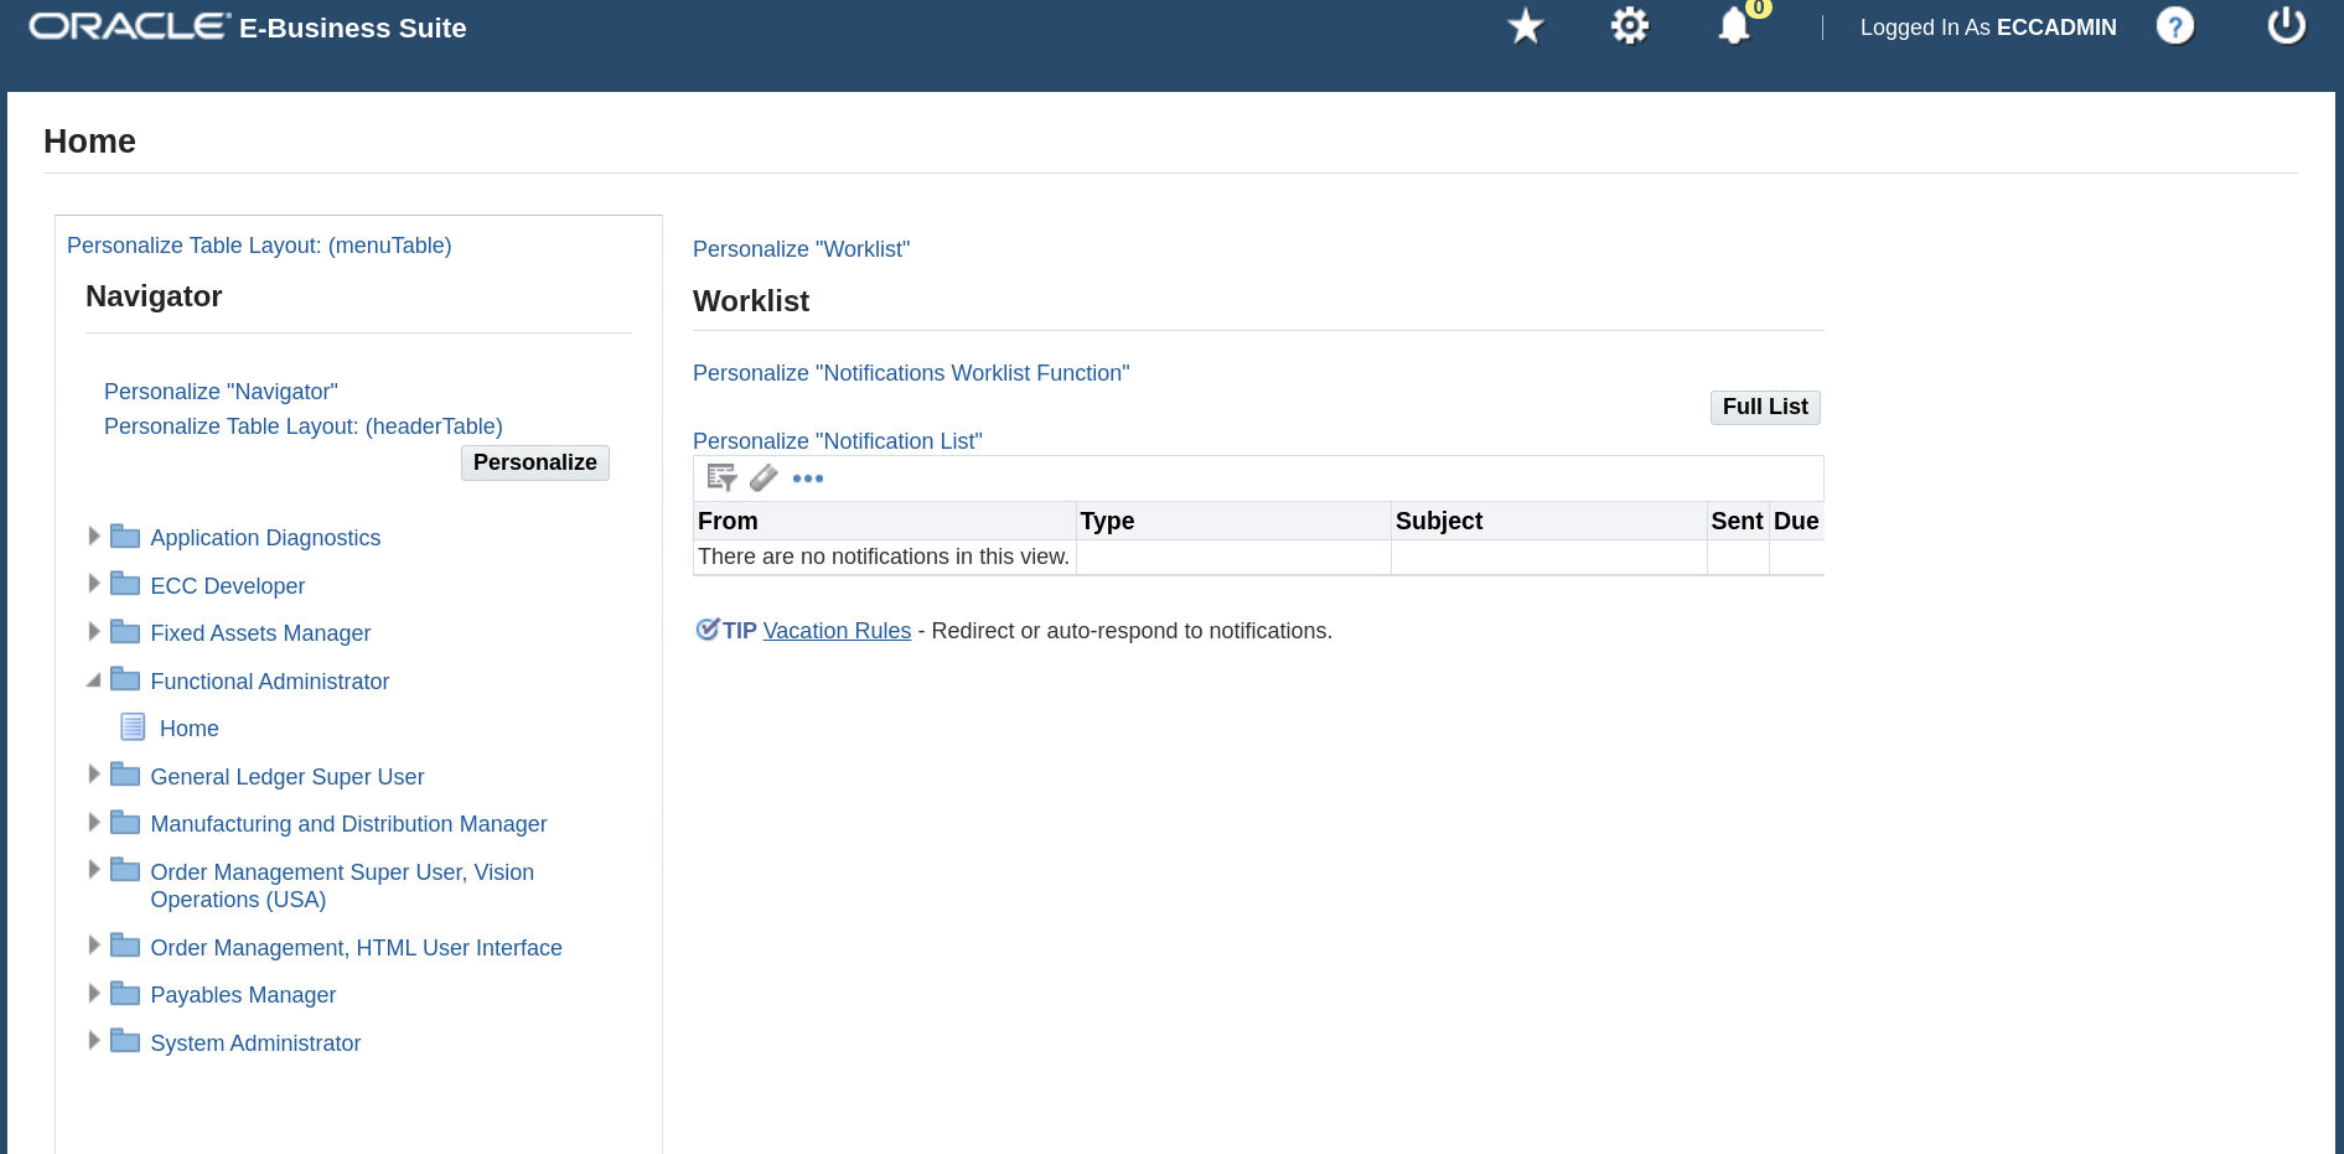 ORACLE E-Business Suite
0
Logged In As ECCADMIN
?
Home
Personalize Table Layout: (menuTable)
Navigator
Personalize "Navigator"
Personalize Table Layout: (headerTable)
Personalize
Application Diagnostics
ECC Developer
Fixed Assets Manager
Functional Administrator
Home
General Ledger Super User
Manufacturing and Distribution Manager
Order Management Super User, Vision
Operations (USA)
Order Management, HTML User Interface
Payables Manager
System Administrator
Personalize "Worklist"
Worklist
Personalize "Notifications Worklist Function"
Full List
Personalize "Notification List"
From Type Subject Sent Due
There are no notifications in this view.
TIP Vacation Rules - Redirect or auto-respond to notifications.